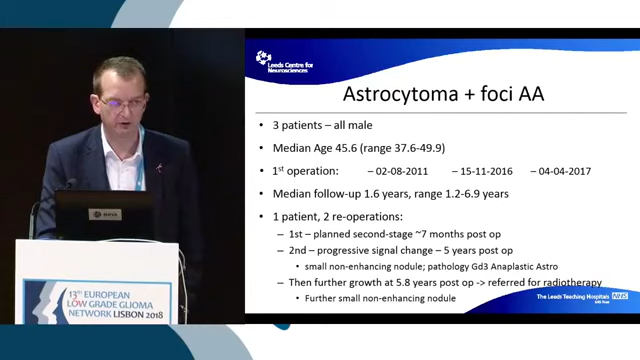 Leeds Centre for
Neurosciences
Astrocytoma + foci AA
• 3 patients – all male
• Median Age 45.6 (range 37.6-49.9)
• 1st operation: – 02-08-2011 – 15-11-2016 – 04-04-2017
• Median follow-up 1.6 years, range 1.2-6.9 years
• 1 patient, 2 re-operations:
– 1st – planned second-stage ~7 months post op
– 2nd – progressive signal change – 5 years post op
• small non-enhancing nodule; pathology Gd3 Anaplastic Astro
– Then further growth at 5.8 years post op -> referred for radiotherapy
• Further small non-enhancing nodule
The Leeds Teaching Hospitals NHS
NHS Trust
13th EUROPEAN
LOW GRADE GLIOMA
NETWORK LISBON 2018